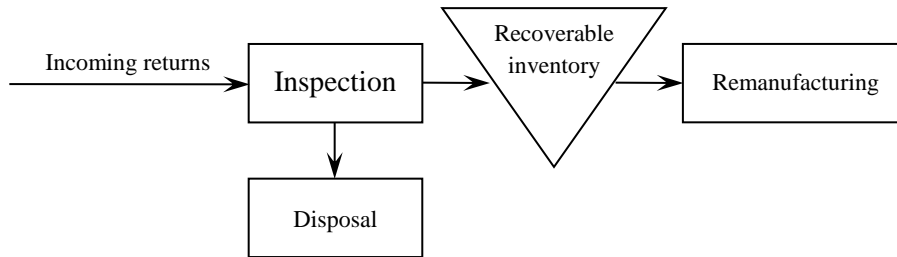 Incoming returns
Inspection
Recoverable
inventory
Remanufacturing
Disposal